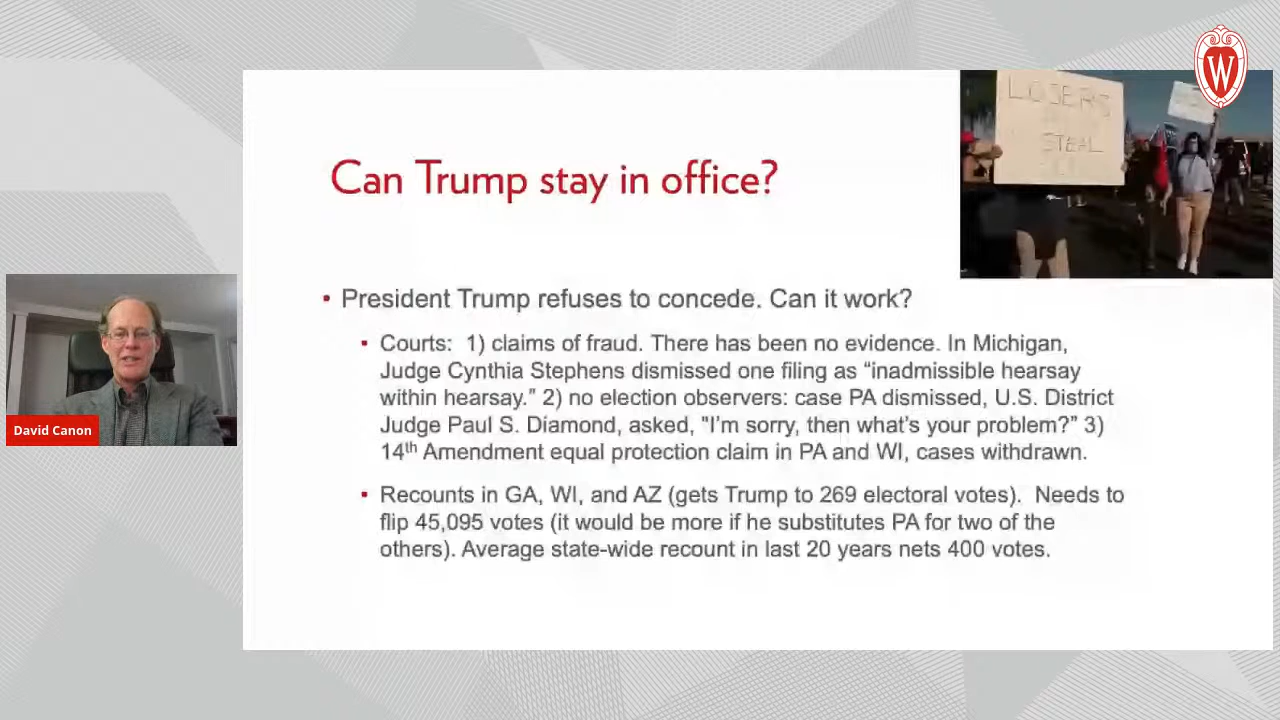 W
LOSERS
STEAL
Can Trump stay in office?
▪ President Trump refuses to concede. Can it work?
▪ Courts: 1) claims of fraud. There has been no evidence. In Michigan,
Judge Cynthia Stephens dismissed one filing as “inadmissible hearsay
within hearsay.” 2) no election observers: case PA dismissed, U.S. District
Judge Paul S. Diamond, asked, "I’m sorry, then what’s your problem?” 3)
14th Amendment equal protection claim in PA and WI, cases withdrawn.
▪ Recounts in GA, WI, and AZ (gets Trump to 269 electoral votes). Needs to
flip 45,095 votes (it would be more if he substitutes PA for two of the
others). Average state-wide recount in last 20 years nets 400 votes.
David Canon